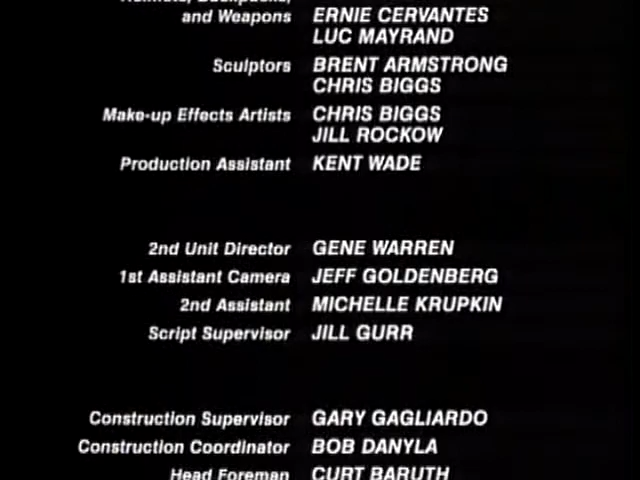 Helmets, Backpacks,
and Weapons ERNIE CERVANTES
LUC MAYRAND
Sculptors BRENT ARMSTRONG
CHRIS BIGGS
Make-up Effects Artists CHRIS BIGGS
JILL ROCKOW
Production Assistant KENT WADE
2nd Unit Director GENE WARREN
1st Assistant Camera JEFF GOLDENBERG
2nd Assistant MICHELLE KRUPKIN
Script Supervisor JILL GURR
Construction Supervisor GARY GAGLIARDO
Construction Coordinator BOB DANYLA
Head Foreman CURT BARUTH